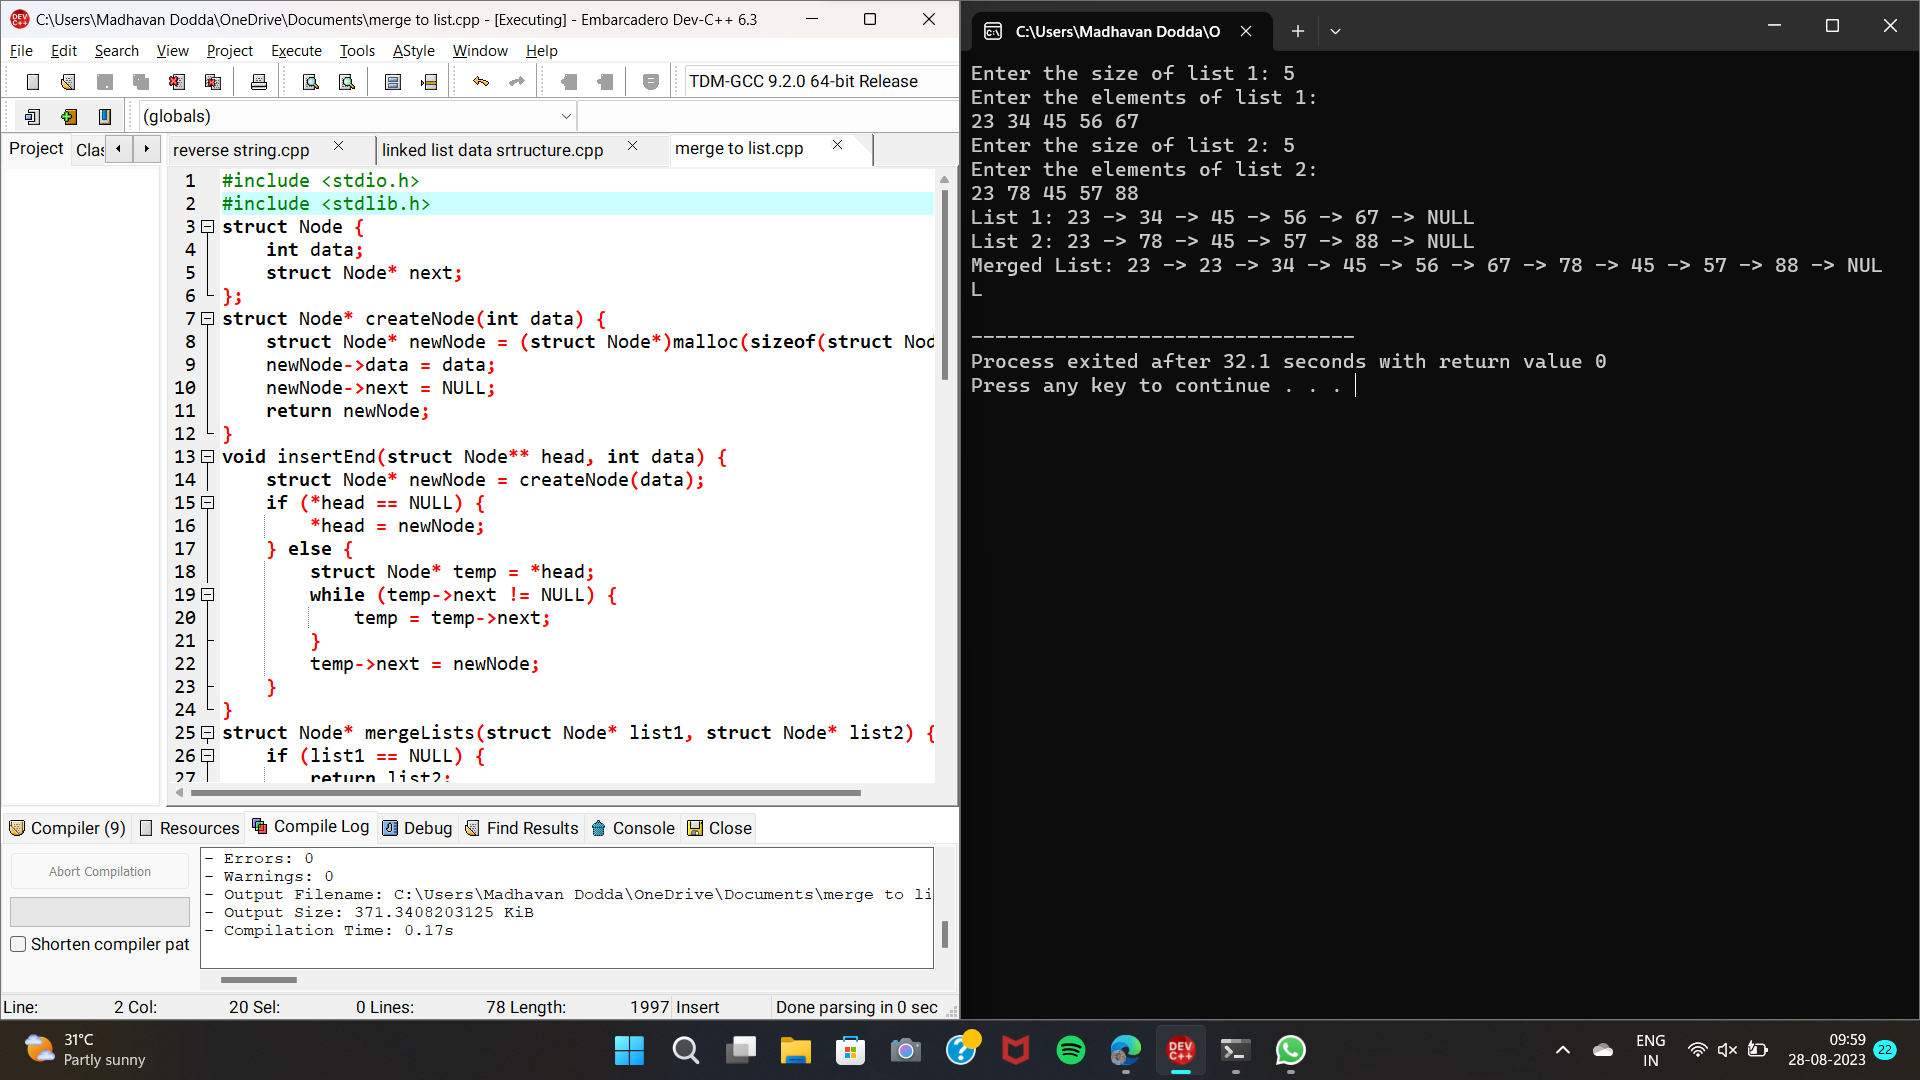 C:\Users\Madhavan Dodda\OneDrive\Documents\merge to list.cpp - [Executing] - Embarcadero Dev-C++ 6.3
File Edit Search View Project Execute Tools AStyle Window Help
TDM-GCC 9.2.0 64-bit Release
(globals)
Project Clas
reverse string.cpp linked list data srtructure.cpp merge to list.cpp
1 #include <stdio.h>
2 #include <stdlib.h>
3 struct Node {
4 int data;
5 struct Node* next;
6 };
7 struct Node* createNode(int data) {
8 struct Node* newNode = (struct Node*)malloc(sizeof(struct Nod
9 newNode->data = data;
10 newNode->next = NULL;
11 return newNode;
12 }
13 void insertEnd(struct Node** head, int data) {
14 struct Node* newNode = createNode(data);
15 if (*head == NULL) {
16 *head = newNode;
17 } else {
18 struct Node* temp = *head;
19 while (temp->next != NULL) {
20 temp = temp->next;
21 }
22 temp->next = newNode;
23 }
24 }
25 struct Node* mergeLists(struct Node* list1, struct Node* list2) {
26 if (list1 == NULL) {
27 return list2;
Compiler (9) Resources Compile Log Debug Find Results Console Close
Abort Compilation
Shorten compiler pat
- Errors: 0
- Warnings: 0
- Output Filename: C:\Users\Madhavan Dodda\OneDrive\Documents\merge to li
- Output Size: 371.3408203125 KiB
- Compilation Time: 0.17s
Line: 2 Col: 20 Sel: 0 Lines: 78 Length: 1997 Insert Done parsing in 0 sec
C:\Users\Madhavan Dodda\O
Enter the size of list 1: 5
Enter the elements of list 1:
23 34 45 56 67
Enter the size of list 2: 5
Enter the elements of list 2:
23 78 45 57 88
List 1: 23 -> 34 -> 45 -> 56 -> 67 -> NULL
List 2: 23 -> 78 -> 45 -> 57 -> 88 -> NULL
Merged List: 23 -> 23 -> 34 -> 45 -> 56 -> 67 -> 78 -> 45 -> 57 -> 88 -> NUL
L
--------------------------------
Process exited after 32.1 seconds with return value 0
Press any key to continue . . .
31°C
Partly sunny
DEV C++
ENG
IN
09:59
28-08-2023
22